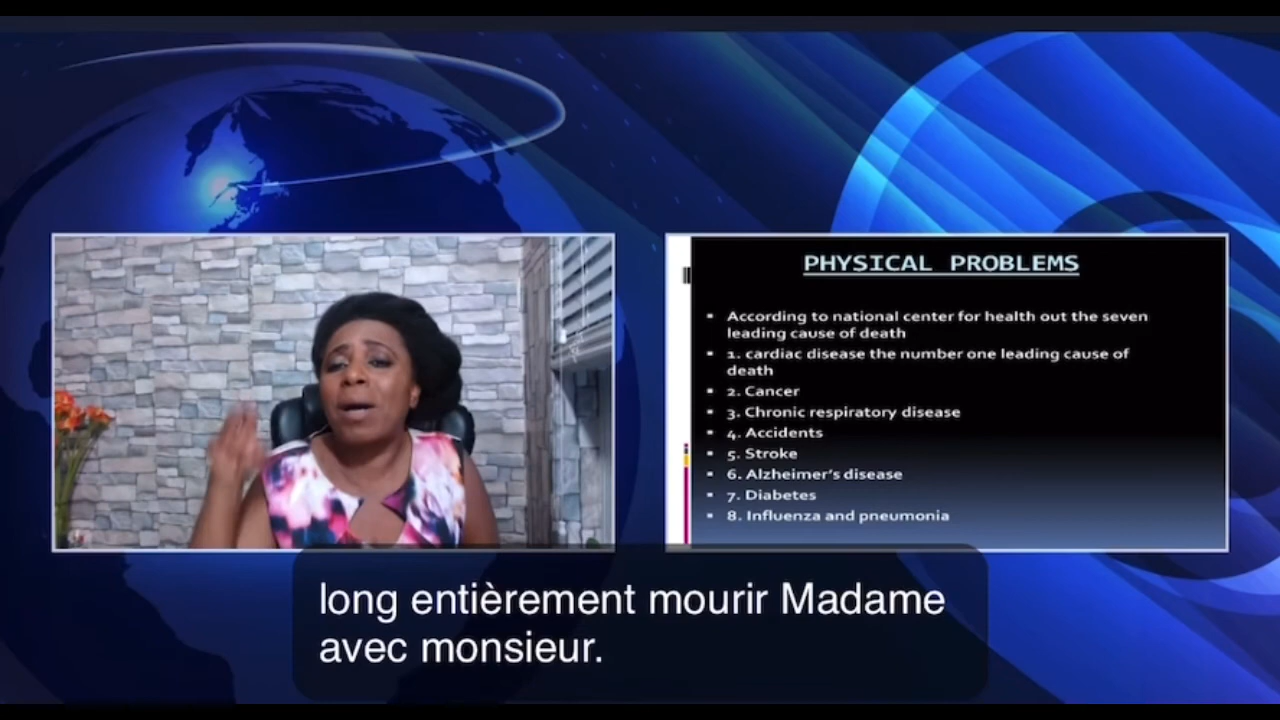 PHYSICAL PROBLEMS
▪ According to national center for health out the seven
leading cause of death
▪ 1. cardiac disease the number one leading cause of
death
▪ 2. Cancer
▪ 3. Chronic respiratory disease
▪ 4. Accidents
▪ 5. Stroke
▪ 6. Alzheimer's disease
▪ 7. Diabetes
▪ 8. Influenza and pneumonia
long entièrement mourir Madame
avec monsieur.